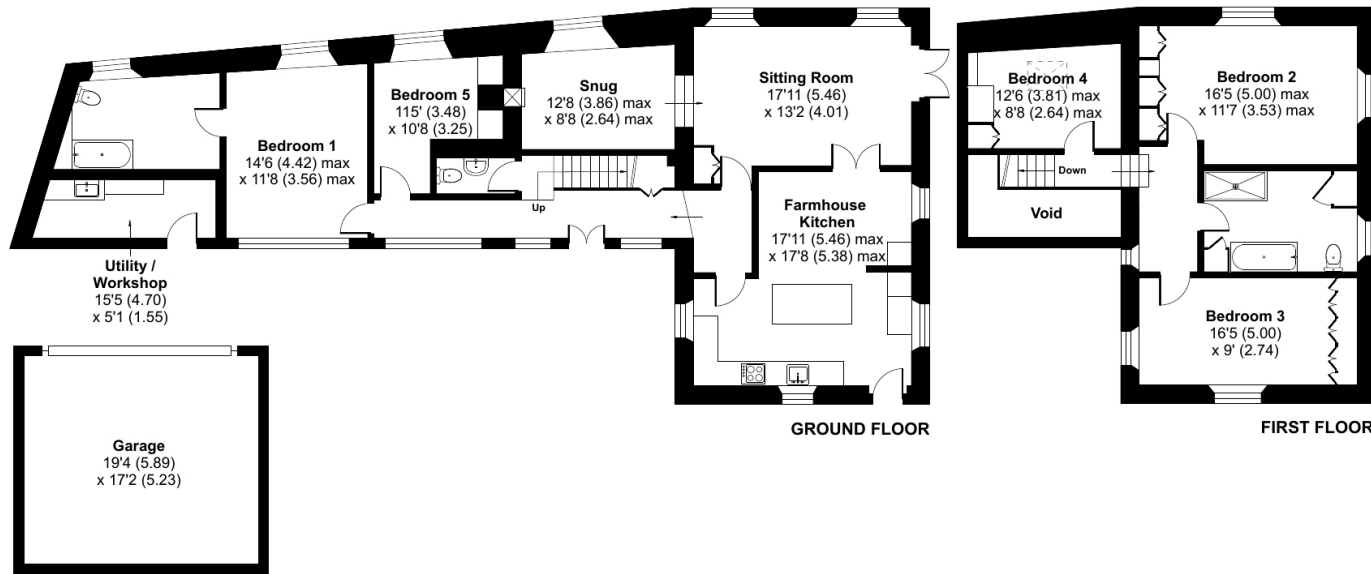 Bedroom 1
14'6 (4.42) max
x 11'8 (3.56) max
Bedroom 5
115' (3.48)
x 10'8 (3.25)
Snug
12'8 (3.86) max
x 8'8 (2.64) max
Sitting Room
17'11 (5.46)
x 13'2 (4.01)
Up
Farmhouse
Kitchen
17'11 (5.46) max
x 17'8 (5.38) max
Utility /
Workshop
15'5 (4.70)
x 5'1 (1.55)
Garage
19'4 (5.89)
x 17'2 (5.23)
GROUND FLOOR
Bedroom 4
12'6 (3.81) max
x 8'8 (2.64) max
Bedroom 2
16'5 (5.00) max
x 11'7 (3.53) max
Down
Void
Bedroom 3
16'5 (5.00)
x 9' (2.74)
FIRST FLOOR